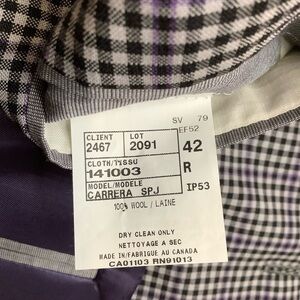 SV 79
EF52
CLIENT LOT
2467 2091 42
CLOTH/TISSU
141003 R
MODEL/MODELE
CARRERA SPJ IP53
100% WOOL / LAINE
DRY CLEAN ONLY
NETTOYAGE A SEC
MADE IN/FABRIQUE AU CANADA
CA01103 RN91013